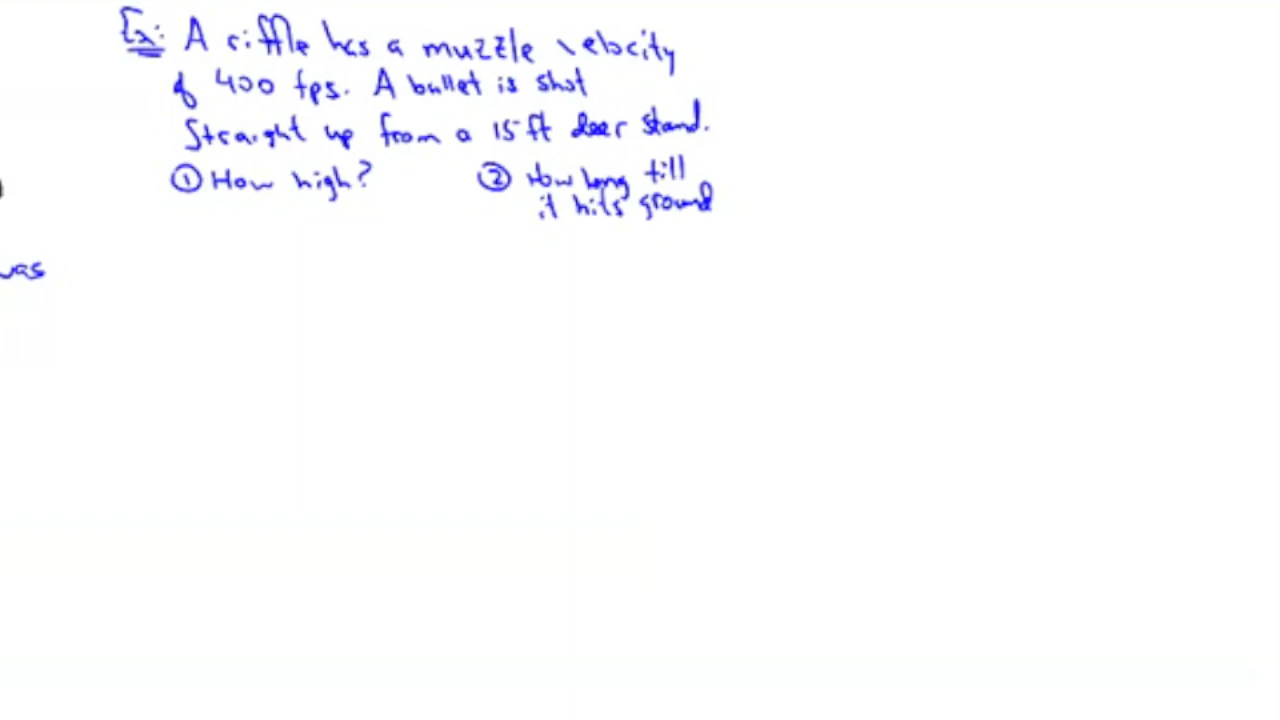 Ex: A riffle has a muzzle velocity
of 400 fps. A bullet is shot
straight up from a 15 ft deer stand.
① How high? ② How long till
it hits ground
was